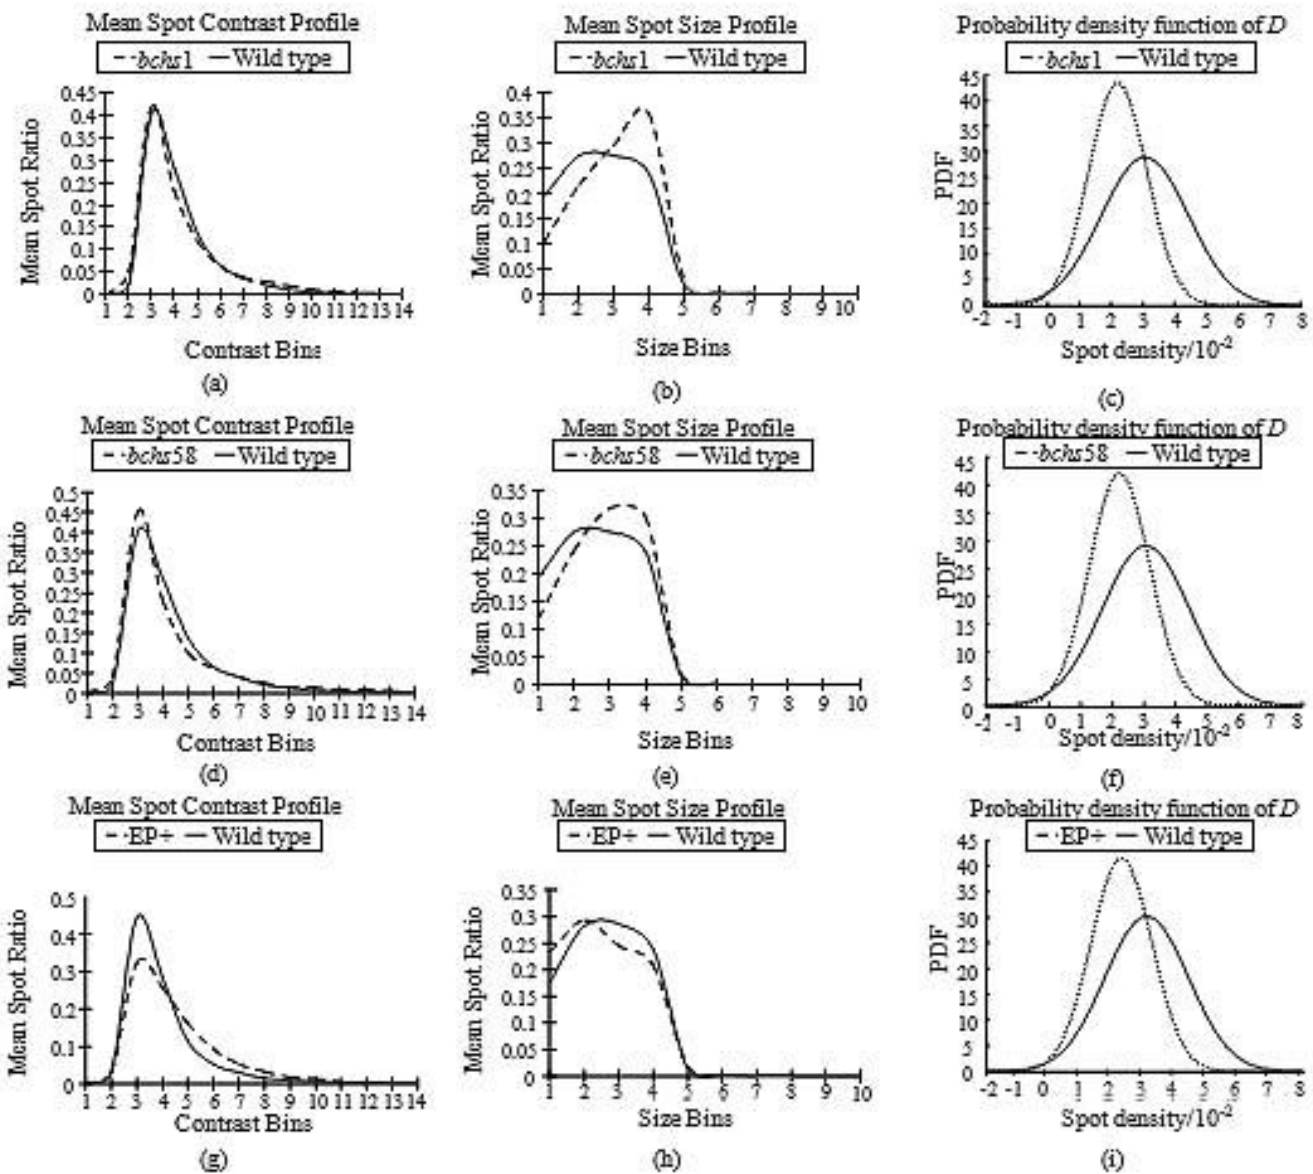 Mean Spot Contrast Profile
bchs1 Wild type
Mean Spot Ratio
0.45
0.4
0.35
0.3
0.25
0.2
0.15
0.1
0.05
0
1 2 3 4 5 6 7 8 9 10 11 12 13 14
Contrast Bins
(a)
Mean Spot Size Profile
bchs1 Wild type
Mean Spot Ratio
0.4
0.35
0.3
0.25
0.2
0.15
0.1
0.05
0
1 2 3 4 5 6 7 8 9 10
Size Bins
(b)
Probability density function of D
bchs1 Wild type
PDF
45
40
35
30
25
20
15
10
5
0
-2 -1 0 1 2 3 4 5 6 7 8
Spot density/10-2
(c)
Mean Spot Contrast Profile
bchs58 Wild type
Mean Spot Ratio
0.5
0.45
0.4
0.35
0.3
0.25
0.2
0.15
0.1
0.05
0
1 2 3 4 5 6 7 8 9 10 11 12 13 14
Contrast Bins
(d)
Mean Spot Size Profile
bchs58 Wild type
Mean Spot Ratio
0.35
0.3
0.25
0.2
0.15
0.1
0.05
0
1 2 3 4 5 6 7 8 9 10
Size Bins
(e)
Probability density function of D
bchs58 Wild type
PDF
45
40
35
30
25
20
15
10
5
0
-2 -1 0 1 2 3 4 5 6 7 8
Spot density/10-2
(f)
Mean Spot Contrast Profile
EP+ Wild type
Mean Spot Ratio
0.5
0.4
0.3
0.2
0.1
0
1 2 3 4 5 6 7 8 9 10 11 12 13 14
Contrast Bins
(g)
Mean Spot Size Profile
EP+ Wild type
Mean Spot Ratio
0.35
0.3
0.25
0.2
0.15
0.1
0.05
0
1 2 3 4 5 6 7 8 9 10
Size Bins
(h)
Probability density function of D
EP+ Wild type
PDF
45
40
35
30
25
20
15
10
5
0
-2 -1 0 1 2 3 4 5 6 7 8
Spot density/10-2
(i)